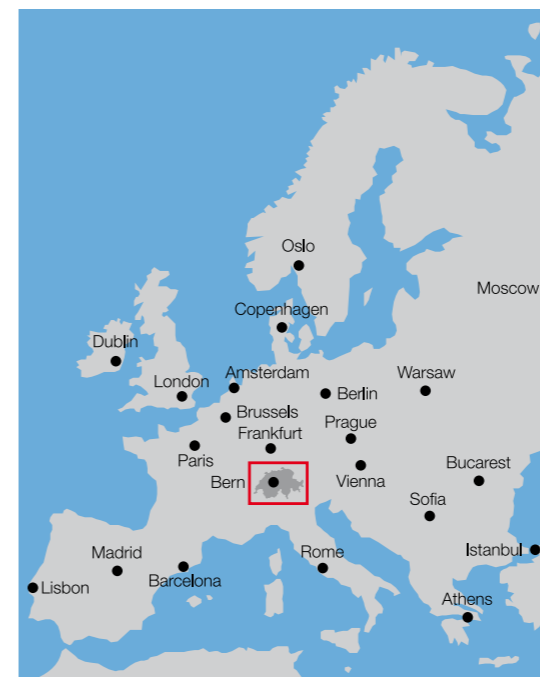 Oslo
Moscow
Copenhagen
Dublin
Amsterdam
Warsaw
London
Berlin
Brussels
Prague
Frankfurt
Paris
Bucarest
Bern
Vienna
Sofia
Madrid
Rome
Istanbul
Barcelona
Lisbon
Athens